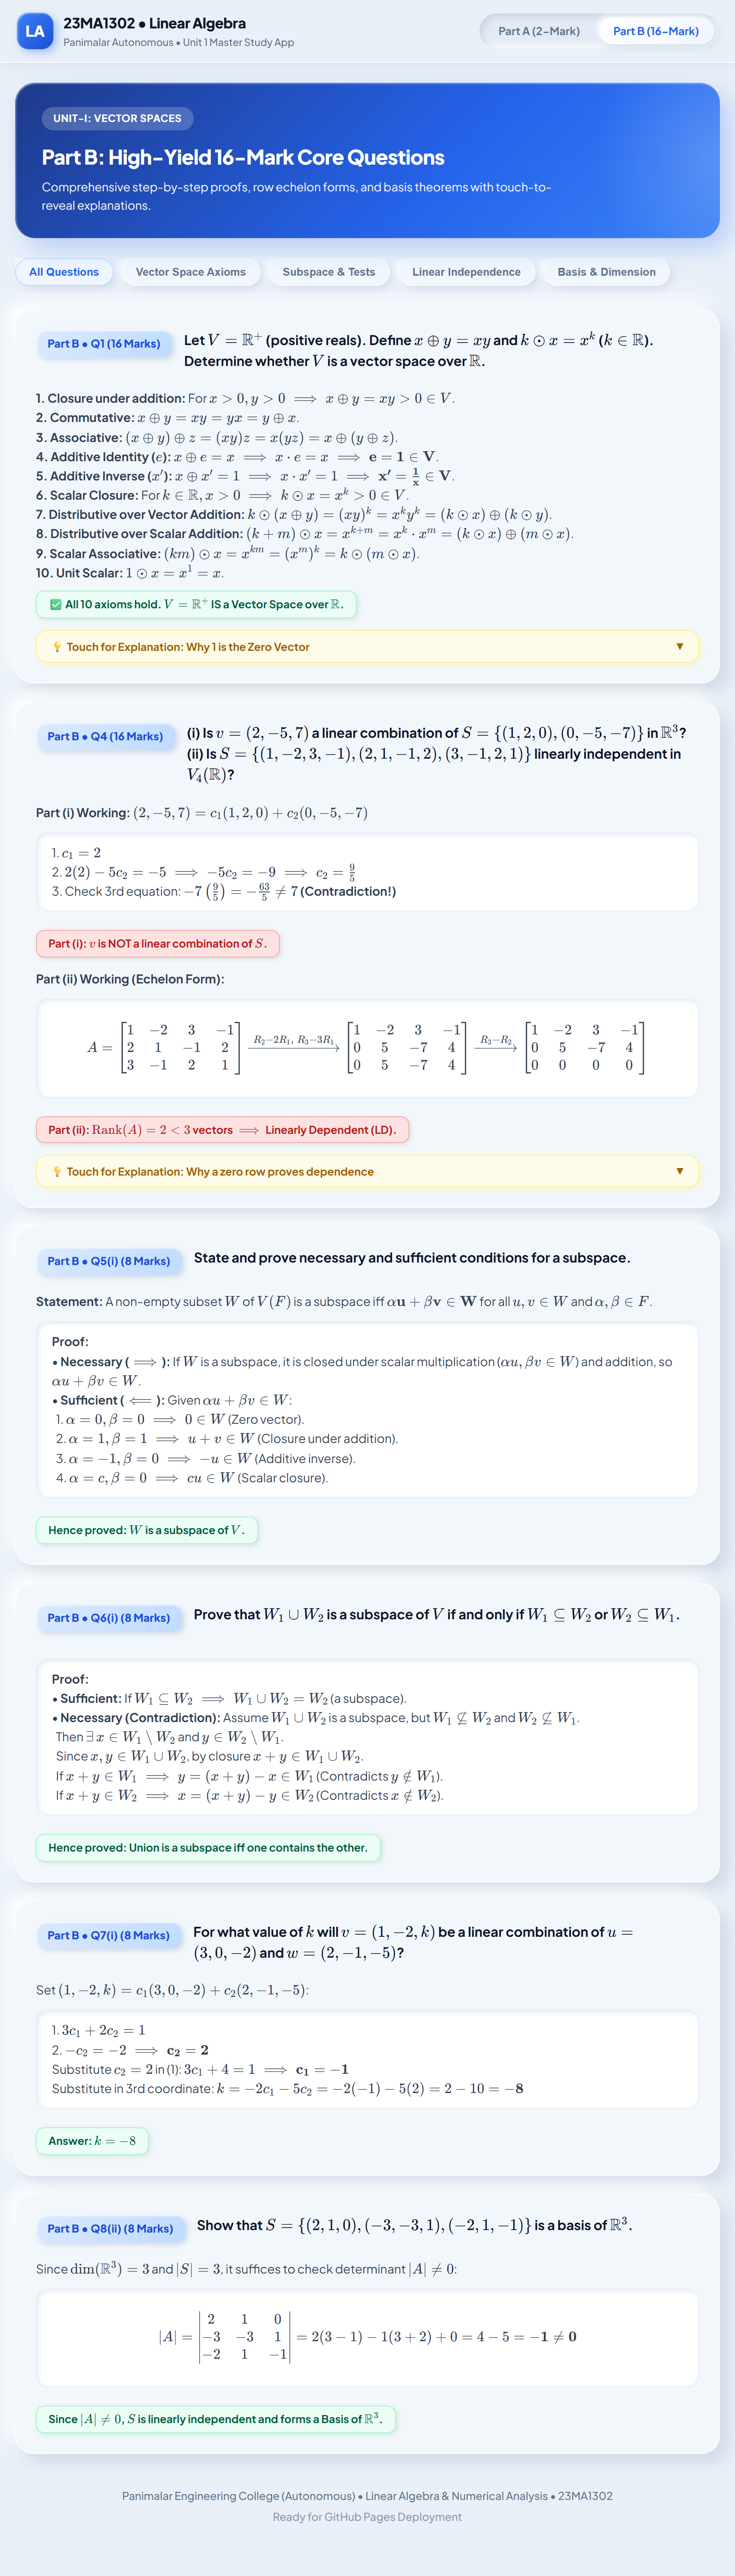 LA
23MA1302 • Linear Algebra
Panimalar Autonomous • Unit 1 Master Study App
Part A (2-Mark)
Part B (16-Mark)
UNIT-I: VECTOR SPACES
Part B: High-Yield 16-Mark Core Questions
Comprehensive step-by-step proofs, row echelon forms, and basis theorems with touch-to-
reveal explanations.
All Questions
Vector Space Axioms
Subspace & Tests
Linear Independence
Basis & Dimension
Part B • Q1 (16 Marks)
Let V = ℝ⁺ (positive reals). Define x ⊕ y = xy and k ⊙ x = xᵏ (k ∈ ℝ).
Determine whether V is a vector space over ℝ.
1. Closure under addition: For x > 0, y > 0 ⟹ x ⊕ y = xy > 0 ∈ V.
2. Commutative: x ⊕ y = xy = yx = y ⊕ x.
3. Associative: (x ⊕ y) ⊕ z = (xy)z = x(yz) = x ⊕ (y ⊕ z).
4. Additive Identity (e): x ⊕ e = x ⟹ x · e = x ⟹ e = 1 ∈ V.
5. Additive Inverse (x′): x ⊕ x′ = 1 ⟹ x · x′ = 1 ⟹ x′ = 1/x ∈ V.
6. Scalar Closure: For k ∈ ℝ, x > 0 ⟹ k ⊙ x = xᵏ > 0 ∈ V.
7. Distributive over Vector Addition: k ⊙ (x ⊕ y) = (xy)ᵏ = xᵏyᵏ = (k ⊙ x) ⊕ (k ⊙ y).
8. Distributive over Scalar Addition: (k + m) ⊙ x = xᵏ⁺ᵐ = xᵏ · xᵐ = (k ⊙ x) ⊕ (m ⊙ x).
9. Scalar Associative: (km) ⊙ x = xᵏᵐ = (xᵐ)ᵏ = k ⊙ (m ⊙ x).
10. Unit Scalar: 1 ⊙ x = x¹ = x.
✅ All 10 axioms hold. V = ℝ⁺ IS a Vector Space over ℝ.
💡 Touch for Explanation: Why 1 is the Zero Vector ▼
Part B • Q4 (16 Marks)
(i) Is v = (2, −5, 7) a linear combination of S = {(1, 2, 0), (0, −5, −7)} in ℝ³?
(ii) Is S = {(1, −2, 3, −1), (2, 1, −1, 2), (3, −1, 2, 1)} linearly independent in
V₄(ℝ)?
Part (i) Working: (2, −5, 7) = c₁(1, 2, 0) + c₂(0, −5, −7)
1. c₁ = 2
2. 2(2) − 5c₂ = −5 ⟹ −5c₂ = −9 ⟹ c₂ = 9/5
3. Check 3rd equation: −7 (9/5) = −63/5 ≠ 7 (Contradiction!)
Part (i): v is NOT a linear combination of S.
Part (ii) Working (Echelon Form):
A = [1 −2 3 −1; 2 1 −1 2; 3 −1 2 1] R₂−2R₁, R₃−3R₁ → [1 −2 3 −1; 0 5 −7 4; 0 5 −7 4] R₃−R₂ → [1 −2 3 −1; 0 5 −7 4; 0 0 0 0]
Part (ii): Rank(A) = 2 < 3 vectors ⟹ Linearly Dependent (LD).
💡 Touch for Explanation: Why a zero row proves dependence ▼
Part B • Q5(i) (8 Marks)
State and prove necessary and sufficient conditions for a subspace.
Statement: A non-empty subset W of V(F) is a subspace iff αu + βv ∈ W for all u, v ∈ W and α, β ∈ F.
Proof:
• Necessary ( ⟹ ): If W is a subspace, it is closed under scalar multiplication (αu, βv ∈ W) and addition, so
αu + βv ∈ W.
• Sufficient ( ⟸ ): Given αu + βv ∈ W:
1. α = 0, β = 0 ⟹ 0 ∈ W (Zero vector).
2. α = 1, β = 1 ⟹ u + v ∈ W (Closure under addition).
3. α = −1, β = 0 ⟹ −u ∈ W (Additive inverse).
4. α = c, β = 0 ⟹ cu ∈ W (Scalar closure).
Hence proved: W is a subspace of V.
Part B • Q6(i) (8 Marks)
Prove that W₁ ∪ W₂ is a subspace of V if and only if W₁ ⊆ W₂ or W₂ ⊆ W₁.
Proof:
• Sufficient: If W₁ ⊆ W₂ ⟹ W₁ ∪ W₂ = W₂ (a subspace).
• Necessary (Contradiction): Assume W₁ ∪ W₂ is a subspace, but W₁ ⊈ W₂ and W₂ ⊈ W₁.
Then ∃ x ∈ W₁ ∖ W₂ and y ∈ W₂ ∖ W₁.
Since x, y ∈ W₁ ∪ W₂, by closure x + y ∈ W₁ ∪ W₂.
If x + y ∈ W₁ ⟹ y = (x + y) − x ∈ W₁ (Contradicts y ∉ W₁).
If x + y ∈ W₂ ⟹ x = (x + y) − y ∈ W₂ (Contradicts x ∉ W₂).
Hence proved: Union is a subspace iff one contains the other.
Part B • Q7(i) (8 Marks)
For what value of k will v = (1, −2, k) be a linear combination of u =
(3, 0, −2) and w = (2, −1, −5)?
Set (1, −2, k) = c₁(3, 0, −2) + c₂(2, −1, −5):
1. 3c₁ + 2c₂ = 1
2. −c₂ = −2 ⟹ c₂ = 2
Substitute c₂ = 2 in (1): 3c₁ + 4 = 1 ⟹ c₁ = −1
Substitute in 3rd coordinate: k = −2c₁ − 5c₂ = −2(−1) − 5(2) = 2 − 10 = −8
Answer: k = −8
Part B • Q8(ii) (8 Marks)
Show that S = {(2, 1, 0), (−3, −3, 1), (−2, 1, −1)} is a basis of ℝ³.
Since dim(ℝ³) = 3 and |S| = 3, it suffices to check determinant |A| ≠ 0:
|A| = |2 1 0; −3 −3 1; −2 1 −1| = 2(3 − 1) − 1(3 + 2) + 0 = 4 − 5 = −1 ≠ 0
Since |A| ≠ 0, S is linearly independent and forms a Basis of ℝ³.
Panimalar Engineering College (Autonomous) • Linear Algebra & Numerical Analysis • 23MA1302
Ready for GitHub Pages Deployment